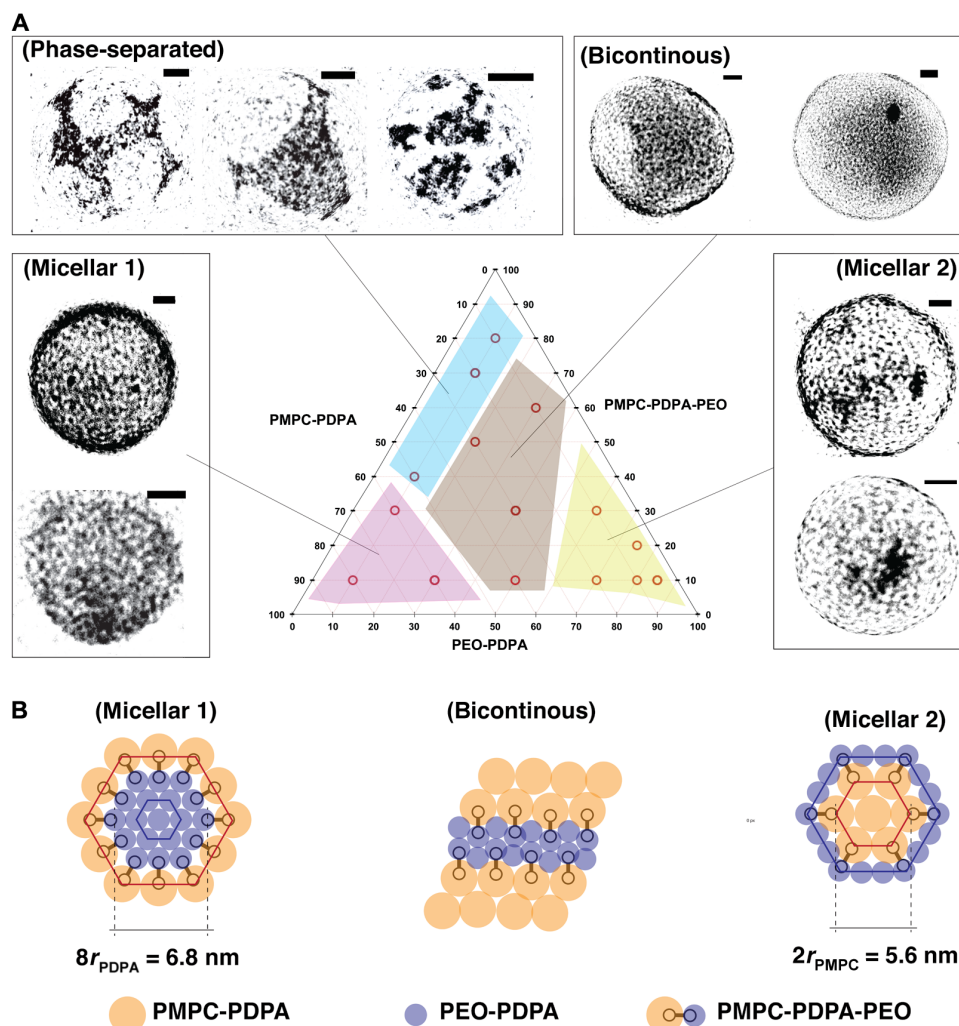 A
(Phase-separated)
(Bicontinous)
(Micellar 1)
(Micellar 2)
0 100
10 90
20 80
30 70
40 60
50 50
60 40
70 30
80 20
90 10
100 0
PMPC-PDPA
PMPC-PDPA-PEO
0 10 20 30 40 50 60 70 80 90 100
PEO-PDPA
B
(Micellar 1)
(Bicontinous)
(Micellar 2)
0 px
8rPDPA = 6.8 nm
2rPMPC = 5.6 nm
PMPC-PDPA
PEO-PDPA
PMPC-PDPA-PEO